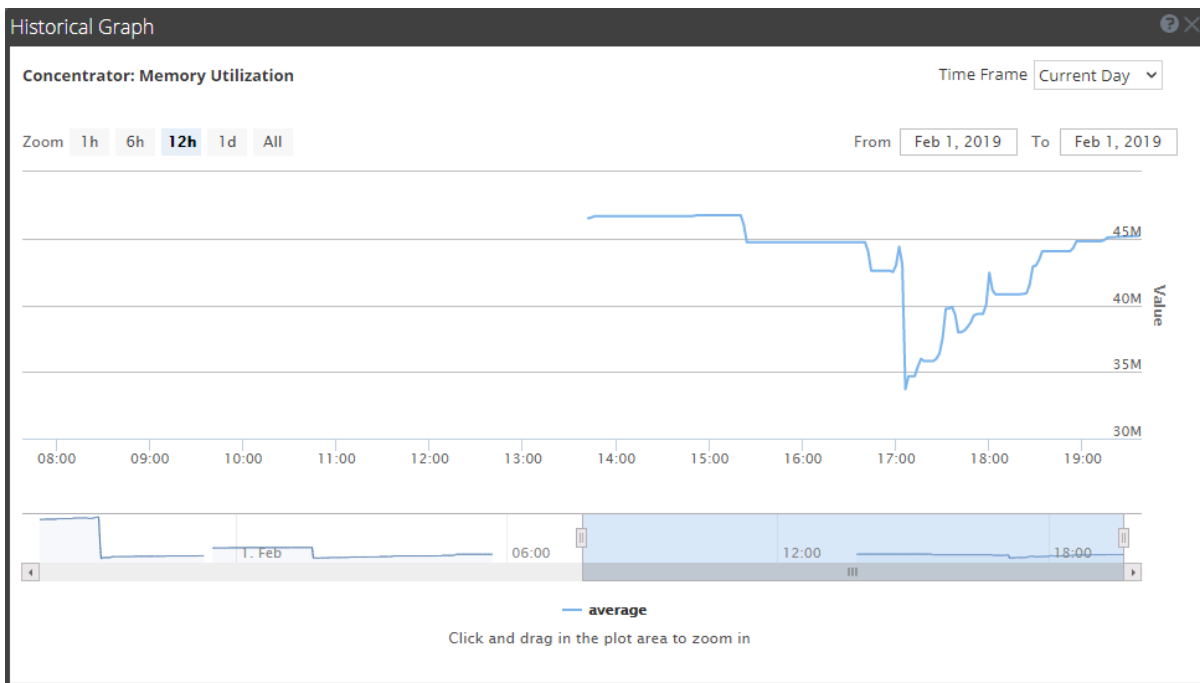 Historical Graph
Concentrator: Memory Utilization
Time Frame Current Day
Zoom 1h 6h 12h 1d All
From Feb 1, 2019 To Feb 1, 2019
45M
40M
35M
30M
Value
08:00 09:00 10:00 11:00 12:00 13:00 14:00 15:00 16:00 17:00 18:00 19:00
1. Feb 06:00 12:00 18:00
average
Click and drag in the plot area to zoom in